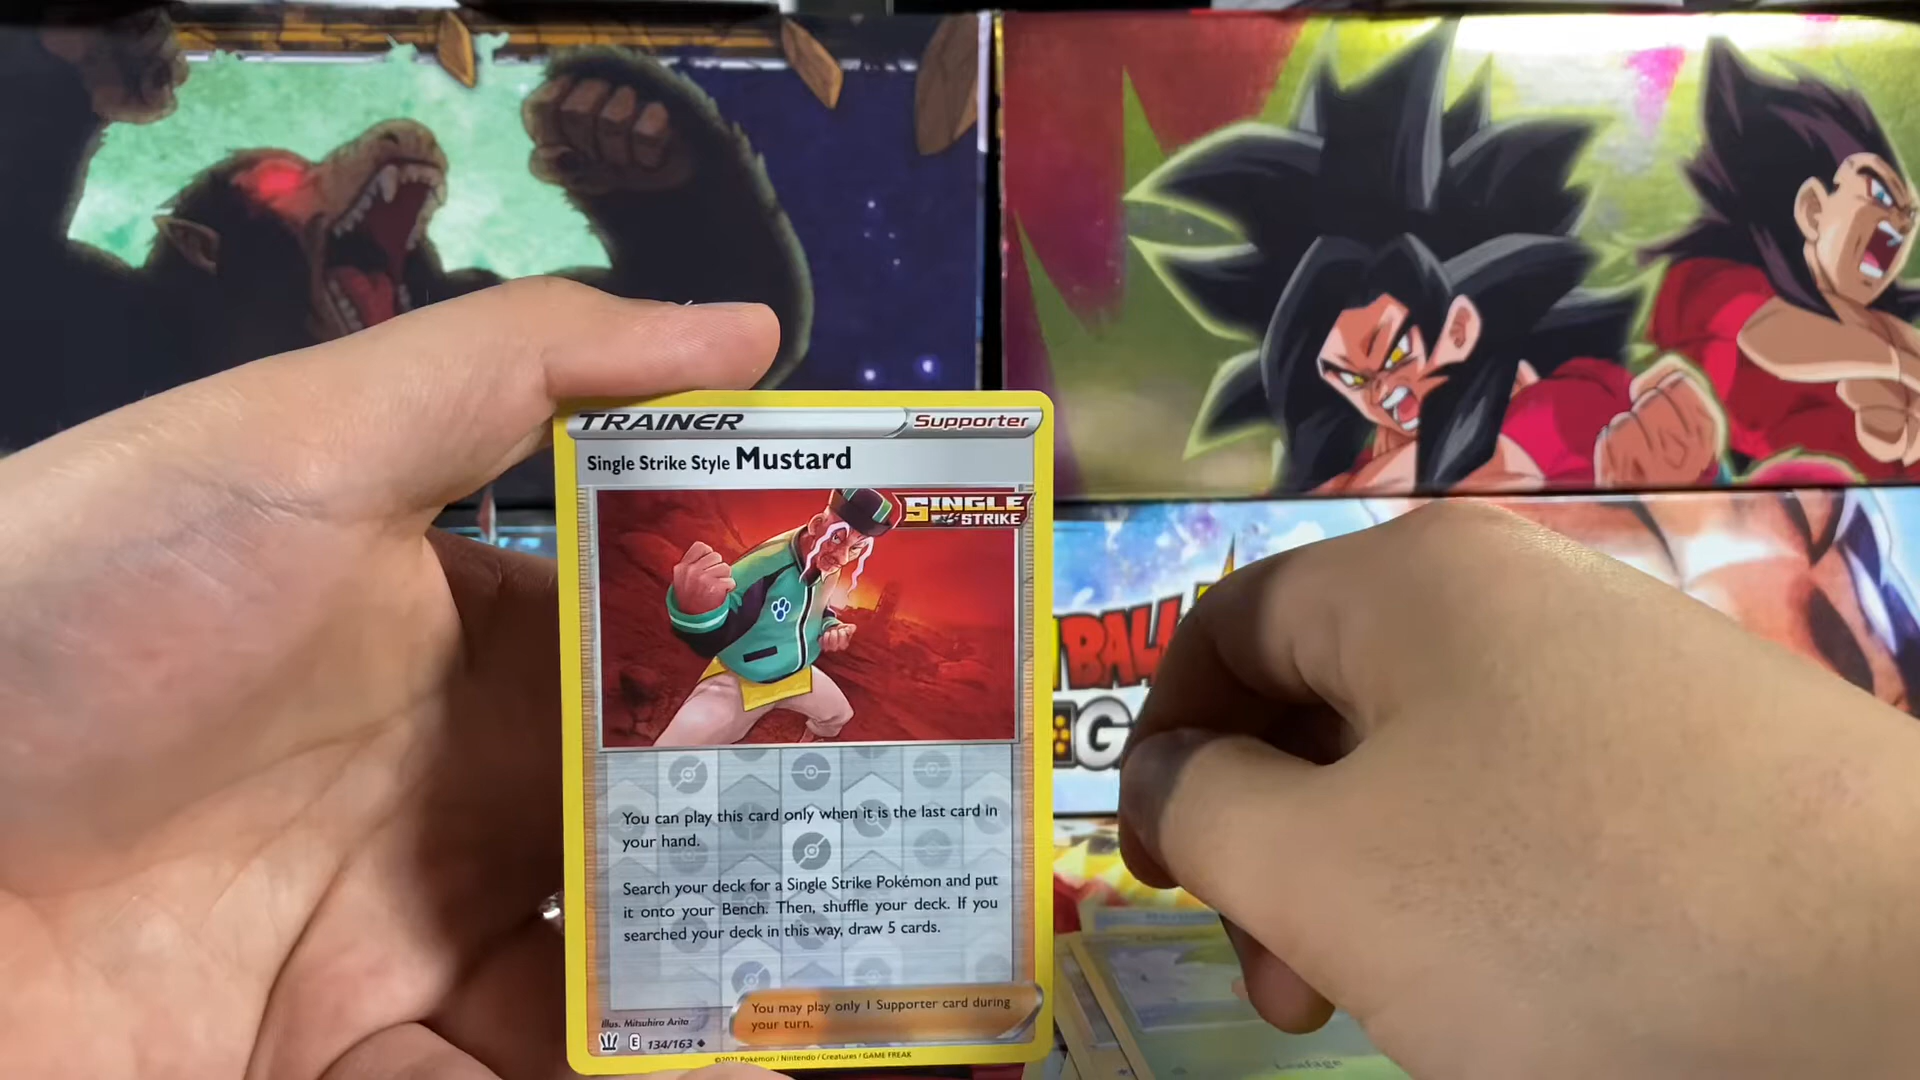 TRAINER
Supporter
Single Strike Style Mustard
SINGLE
STRIKE
You can play this card only when it is the last card in
your hand.
Search your deck for a Single Strike Pokémon and put
it onto your Bench. Then, shuffle your deck. If you
searched your deck in this way, draw 5 cards.
You may play only 1 Supporter card during
your turn.
Illus. Mitsuhiro Arita
E 134/163
©2021 Pokémon / Nintendo / Creatures / GAME FREAK
BALL
G
Leafage